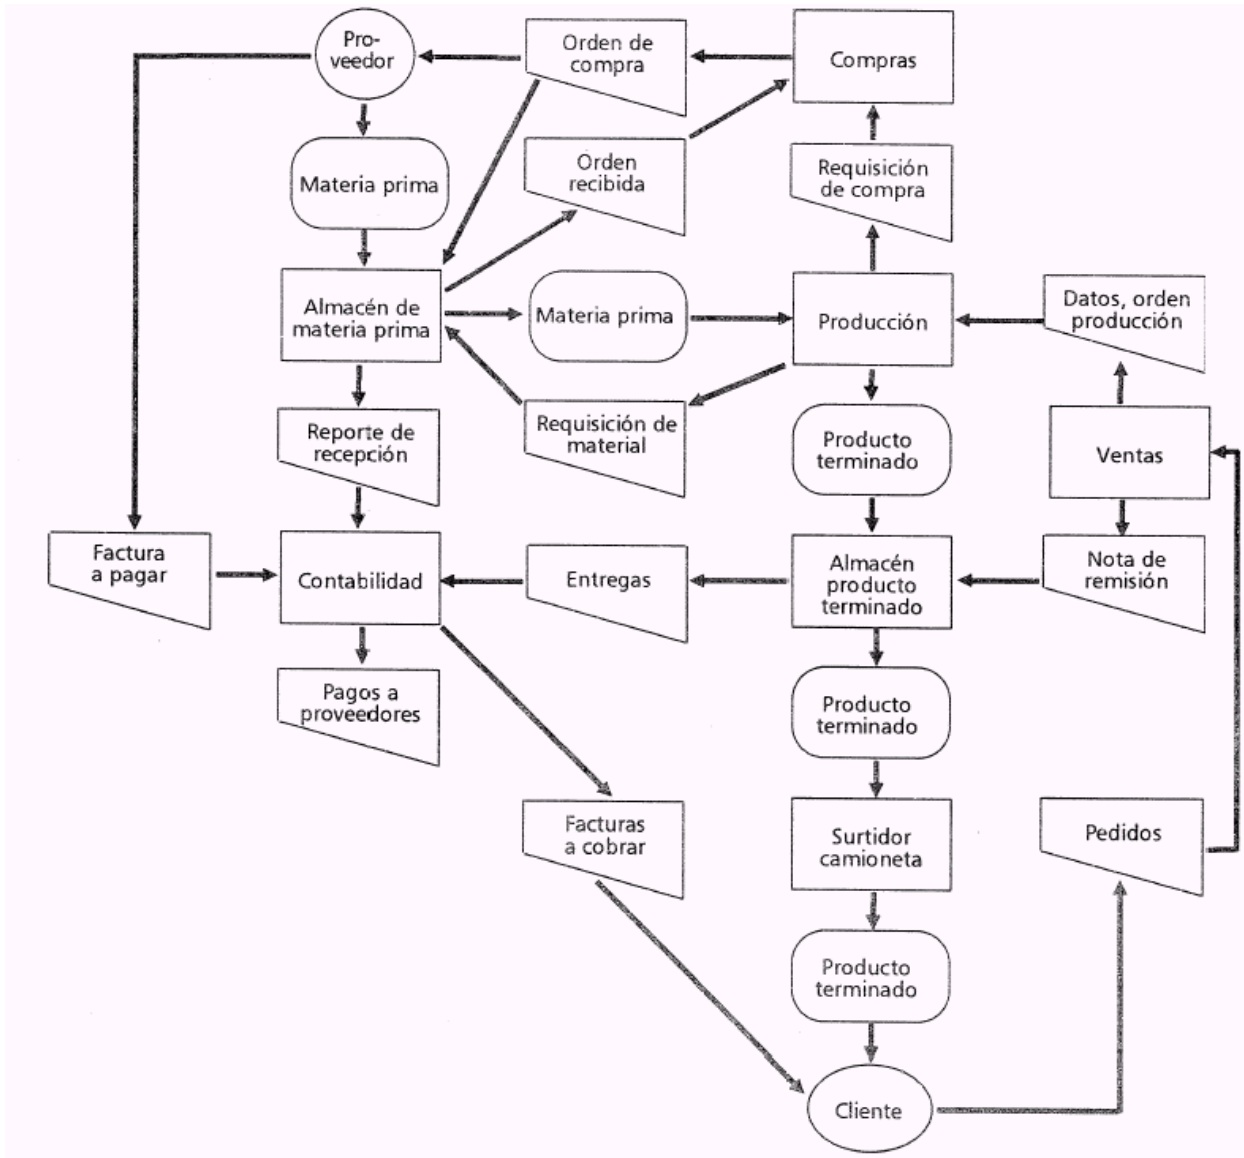 Pro-
veedor
Orden de
compra
Compras
Materia prima
Orden
recibida
Requisición
de compra
Almacén de
materia prima
Materia prima
Producción
Datos, orden
producción
Reporte de
recepción
Requisición de
material
Producto
terminado
Ventas
Factura
a pagar
Contabilidad
Entregas
Almacén
producto
terminado
Nota de
remisión
Pagos a
proveedores
Producto
terminado
Facturas
a cobrar
Surtidor
camioneta
Pedidos
Producto
terminado
Cliente